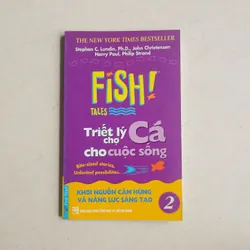 THE NEW YORK TIMES BESTSELLER
Stephen C. Lundin, Ph.D., John Christensen,
Harry Paul, Philip Strand
FISH!
TALES
Triết lý
chợ Cá
cho cuộc sống
Bite-sized stories,
Unlimited possibilities...
KHƠI NGUỒN CẢM HỨNG
VÀ NĂNG LỰC SÁNG TẠO
2